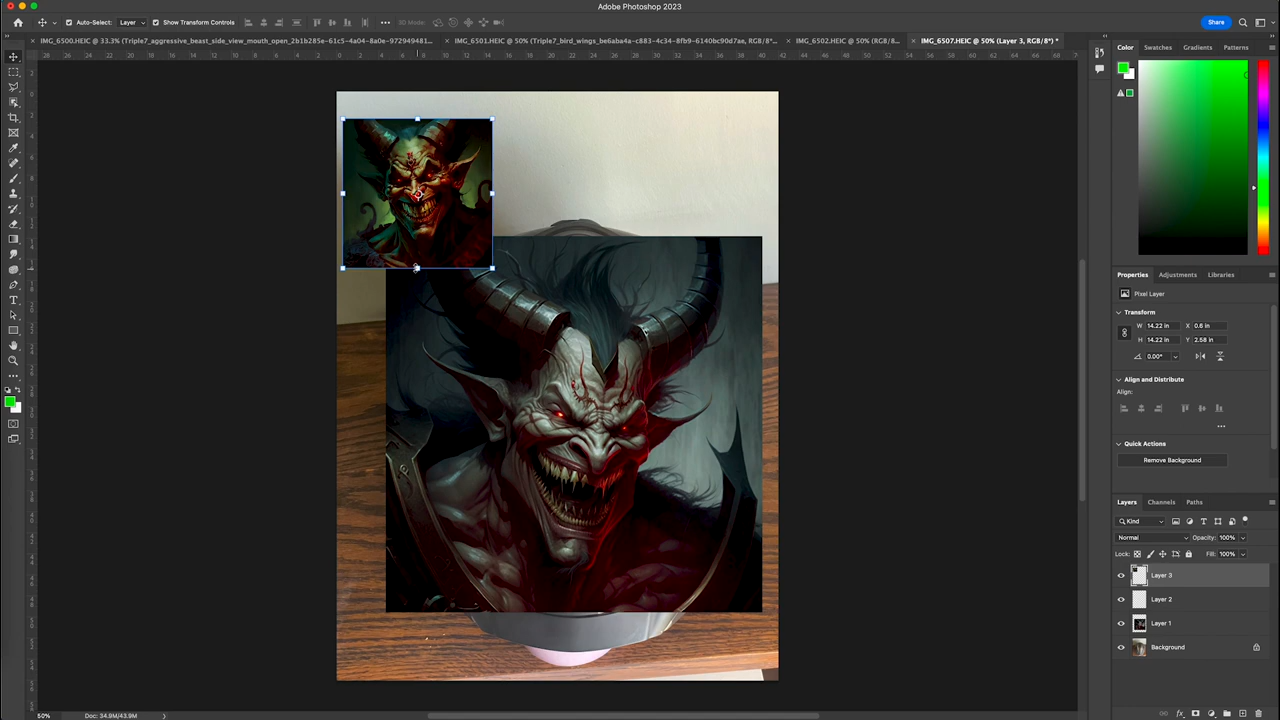 Adobe Photoshop 2023
Auto-Select: Layer Show Transform Controls 3D Mode: Share
IMG_6500.HEIC @ 33.3% (Triple7_aggressive_beast_side_view_mouth_open_2b1b285e-61c5-4a04-8a0e-972949481...
IMG_6501.HEIC @ 50% (Triple7_bird_wings_be6aba4a-c883-4c34-8fb9-6140bc90d7ae, RGB/8*...
IMG_6502.HEIC @ 50% (RGB/8...
IMG_6507.HEIC @ 50% (Layer 3, RGB/8*) *
Color Swatches Gradients Patterns
Properties Adjustments Libraries
Pixel Layer
Transform
W 14.22 in X 0.6 in
H 14.22 in Y 2.58 in
0.00°
Align and Distribute
Align:
Quick Actions
Remove Background
Layers Channels Paths
Kind
Normal Opacity: 100%
Lock: Fill: 100%
Layer 3
Layer 2
Layer 1
Background
50% Doc: 34.9M/43.9M